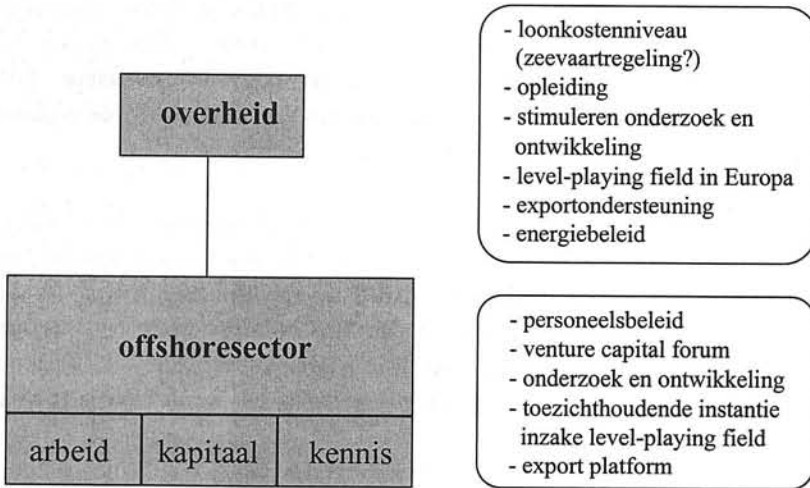 overheid
- loonkostenniveau
(zeevaartregeling?)
- opleiding
- stimuleren onderzoek en
ontwikkeling
- level-playing field in Europa
- exportondersteuning
- energiebeleid
offshoresector
arbeid
kapitaal
kennis
- personeelsbeleid
- venture capital forum
- onderzoek en ontwikkeling
- toezichthoudende instantie
inzake level-playing field
- export platform